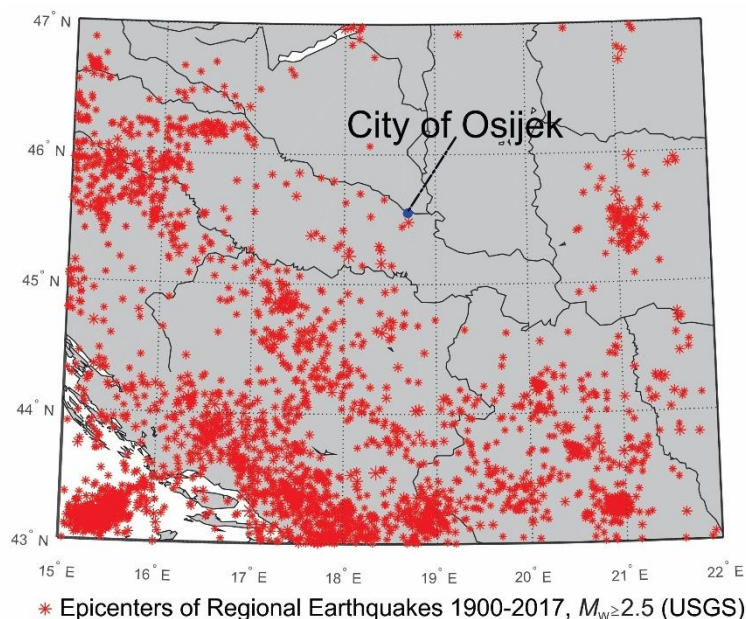 47° N
City of Osijek
46° N
45° N
44° N
43° N
15° E 16° E 17° E 18° E 19° E 20° E 21° E 22° E
* Epicenters of Regional Earthquakes 1900-2017, Mw≥2.5 (USGS)